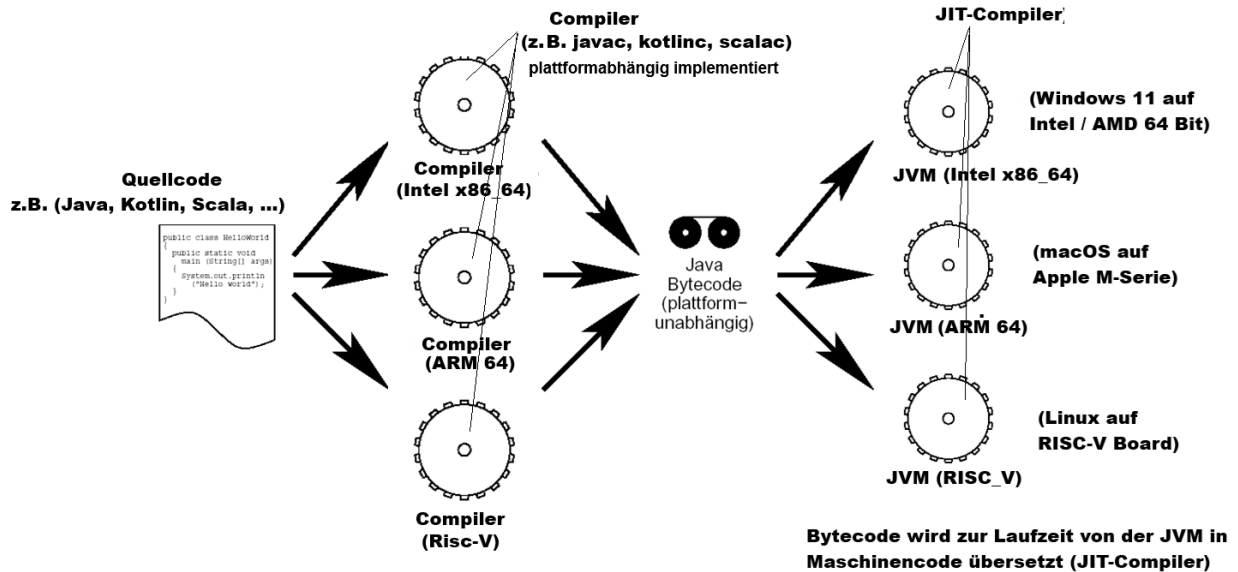 Compiler
(z.B. javac, kotlinc, scalac)
plattformabhängig implementiert
JIT-Compiler
Quellcode
z.B. (Java, Kotlin, Scala, ...)
public class HelloWorld
{
public static void
main (String[] args)
{
System.out.println
("Hello world");
}
}
Compiler
(Intel x86_64)
Compiler
(ARM 64)
Compiler
(Risc-V)
Java
Bytecode
(plattform-
unabhängig)
JVM (Intel x86_64)
(Windows 11 auf
Intel / AMD 64 Bit)
JVM (ARM 64)
(macOS auf
Apple M-Serie)
JVM (RISC_V)
(Linux auf
RISC-V Board)
Bytecode wird zur Laufzeit von der JVM in
Maschinencode übersetzt (JIT-Compiler)